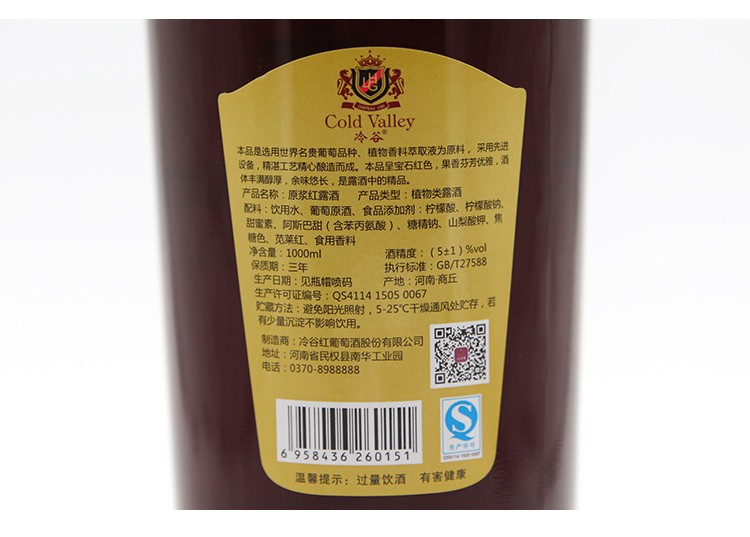 Cold Valley
冷谷®
本品是选用世界名贵葡萄品种、植物香料萃取液为原料，采用先进
设备，精湛工艺精心酿造而成。本品呈宝石红色，果香芬芳优雅，酒
体丰满醇厚，余味悠长，是露酒中的精品。
产品名称：原浆红露酒 产品类型：植物类露酒
配料：饮用水、葡萄原酒、食品添加剂：柠檬酸、柠檬酸钠、
甜蜜素、阿斯巴甜（含苯丙氨酸）、糖精钠、山梨酸钾、焦
糖色、苋菜红、食用香料
净含量：1000ml 酒精度：（5±1）%vol
保质期：三年 执行标准：GB/T27588
生产日期：见瓶帽喷码 产地：河南·商丘
生产许可证编号：QS4114 1505 0067
贮藏方法：避免阳光照射，5-25℃干燥通风处贮存，若
有少量沉淀不影响饮用。
制造商：冷谷红葡萄酒股份有限公司
地址：河南省民权县南华工业园
电话：0370-8988888
生产许可
QS4114 1505 0067
6 958436 260151
温馨提示：过量饮酒 有害健康